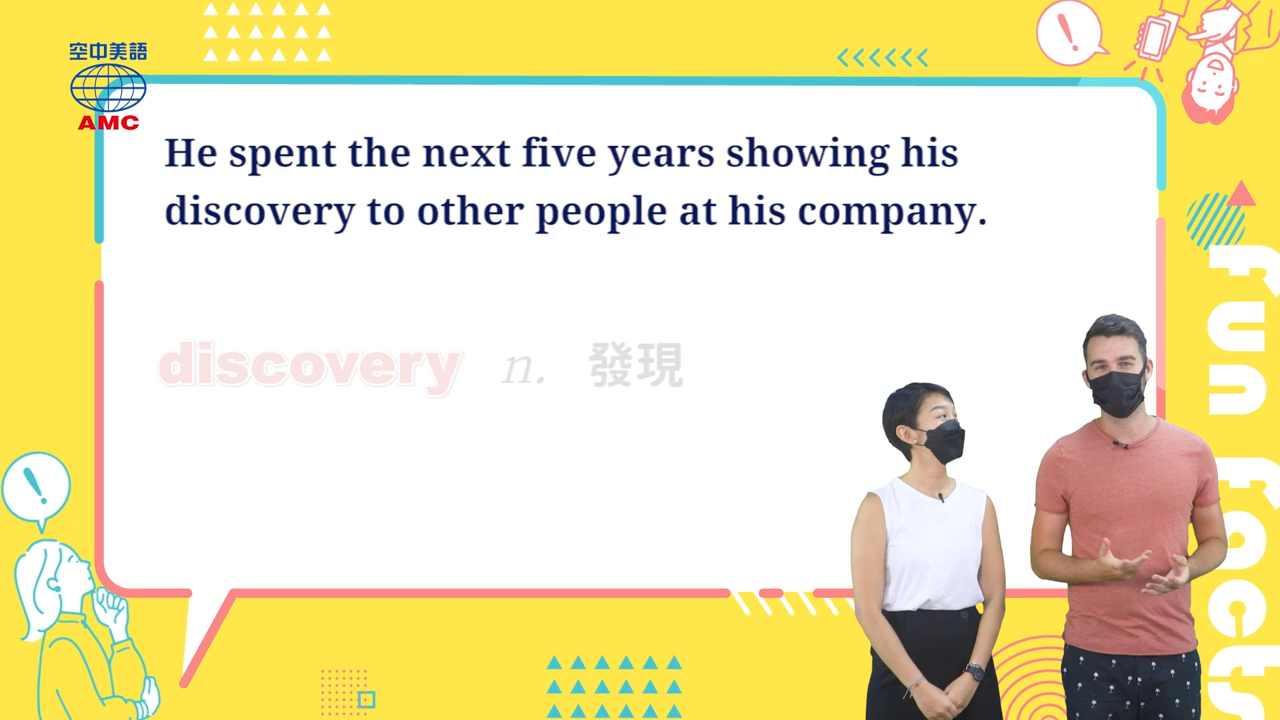 空中美語
AMC
He spent the next five years showing his
discovery to other people at his company.
discovery n. 發現
fun facts